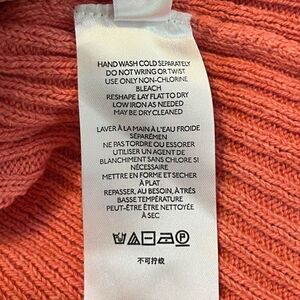 HAND WASH COLD SEPARATELY
DO NOT WRING OR TWIST
USE ONLY NON-CHLORINE
BLEACH
RESHAPE LAY FLAT TO DRY
LOW IRON AS NEEDED
MAY BE DRY CLEANED
LAVER À LA MAIN À L'EAU FROIDE
SÉPARÉMEN
NE PAS TORDRE OU ESSORER
UTILISER UN AGENT DE
BLANCHIMENT SANS CHLORE SI
NÉCESSAIRE
METTRE EN FORME ET SECHER
À PLAT
REPASSER, AU BESOIN, À TRÉS
BASSE TEMPÉRATURE
PEUT-ÊTRE ÊTRE NETTOYÉE
À SEC
P
不可拧绞